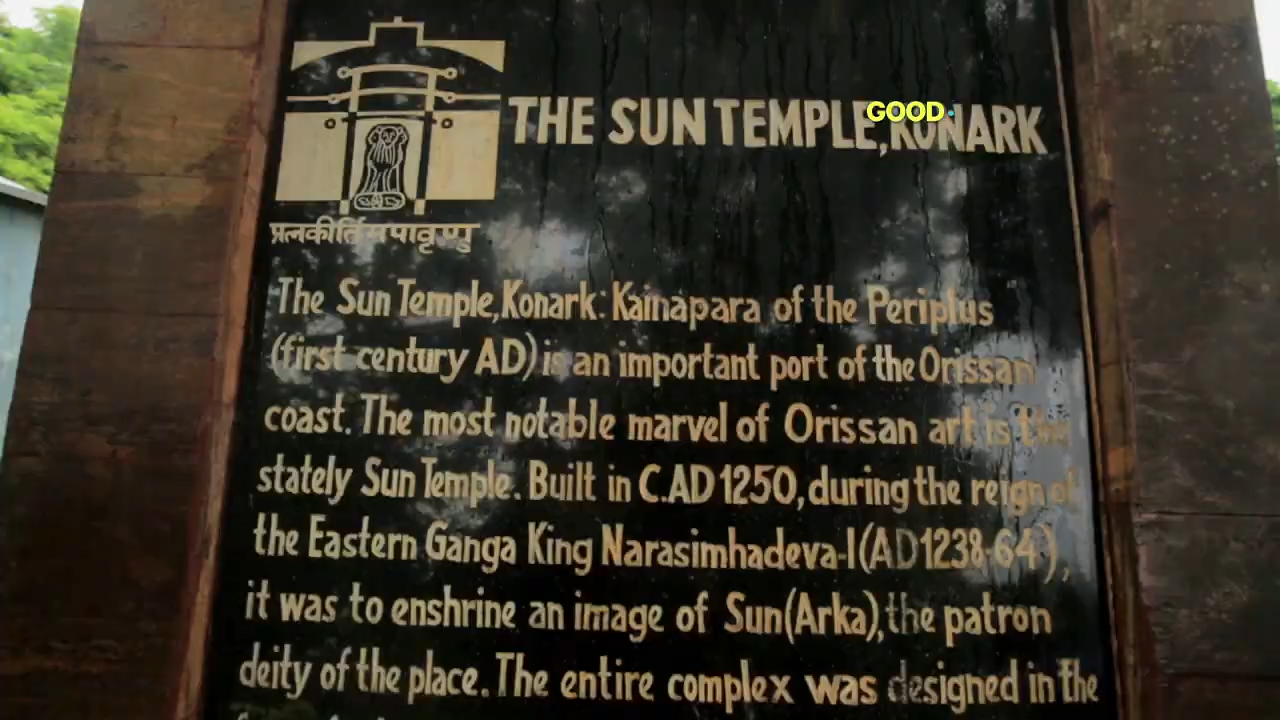 THE SUN TEMPLE, KONARK
GOOD
प्रत्नकीर्तिमपावृणु
The Sun Temple, Konark: Kainapara of the Periplus
(first century AD) is an important port of the Orissan
coast. The most notable marvel of Orissan art is the
stately Sun Temple. Built in C.AD 1250, during the reign of
the Eastern Ganga King Narasimhadeva-I (AD 1238-64),
it was to enshrine an image of Sun (Arka), the patron
deity of the place. The entire complex was designed in the